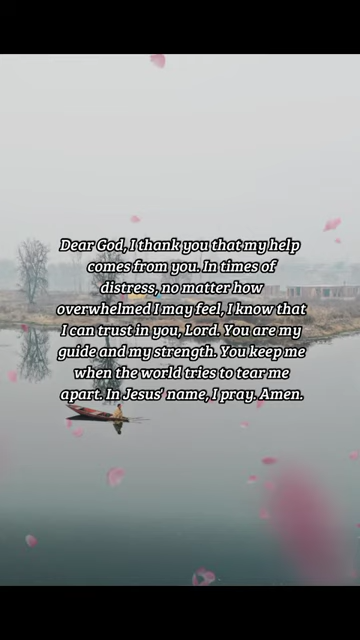 Dear God, I thank you that my help
comes from you. In times of
distress, no matter how
overwhelmed I may feel, I know that
I can trust in you, Lord. You are my
guide and my strength. You keep me
when the world tries to tear me
apart. In Jesus' name, I pray. Amen.